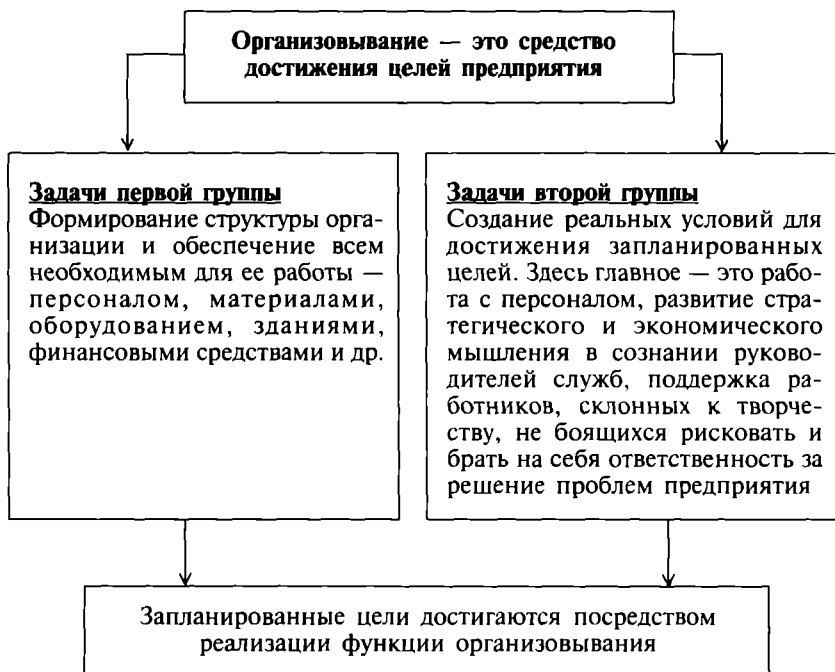 Организовывание — это средство
достижения целей предприятия
Задачи первой группы
Формирование структуры орга-
низации и обеспечение всем
необходимым для ее работы —
персоналом, материалами,
оборудованием, зданиями,
финансовыми средствами и др.
Задачи второй группы
Создание реальных условий для
достижения запланированных
целей. Здесь главное — это рабо-
та с персоналом, развитие стра-
тегического и экономического
мышления в сознании руково-
дителей служб, поддержка ра-
ботников, склонных к творче-
ству, не боящихся рисковать и
брать на себя ответственность за
решение проблем предприятия
Запланированные цели достигаются посредством
реализации функции организовывания